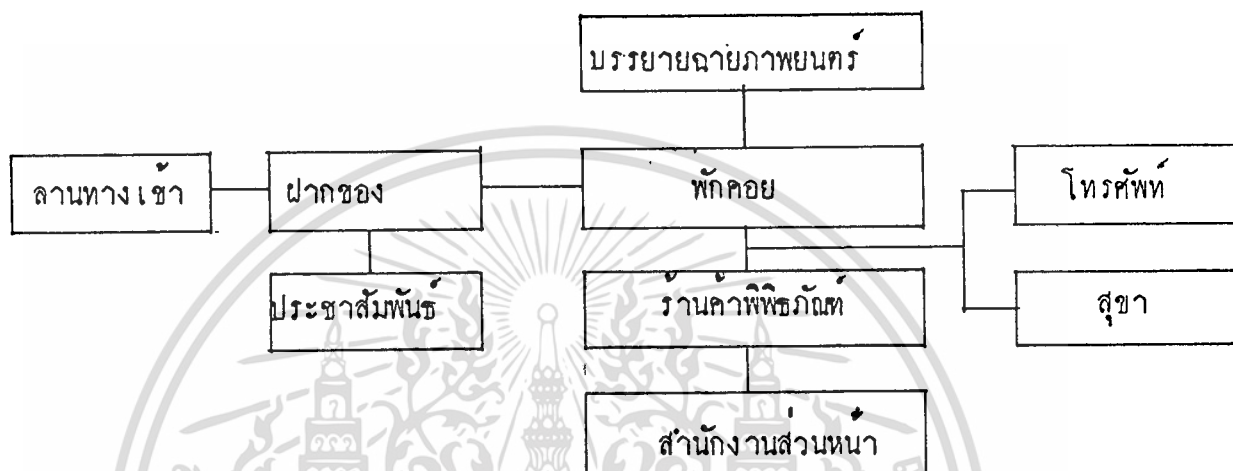 บรรยายฉายภาพยนตร์
ลานทางเข้า
ฝากของ
พักคอย
โทรศัพท์
ประชาสัมพันธ์
ร้านค้าพิพิธภัณฑ์
สุขา
สำนักงานส่วนหน้า